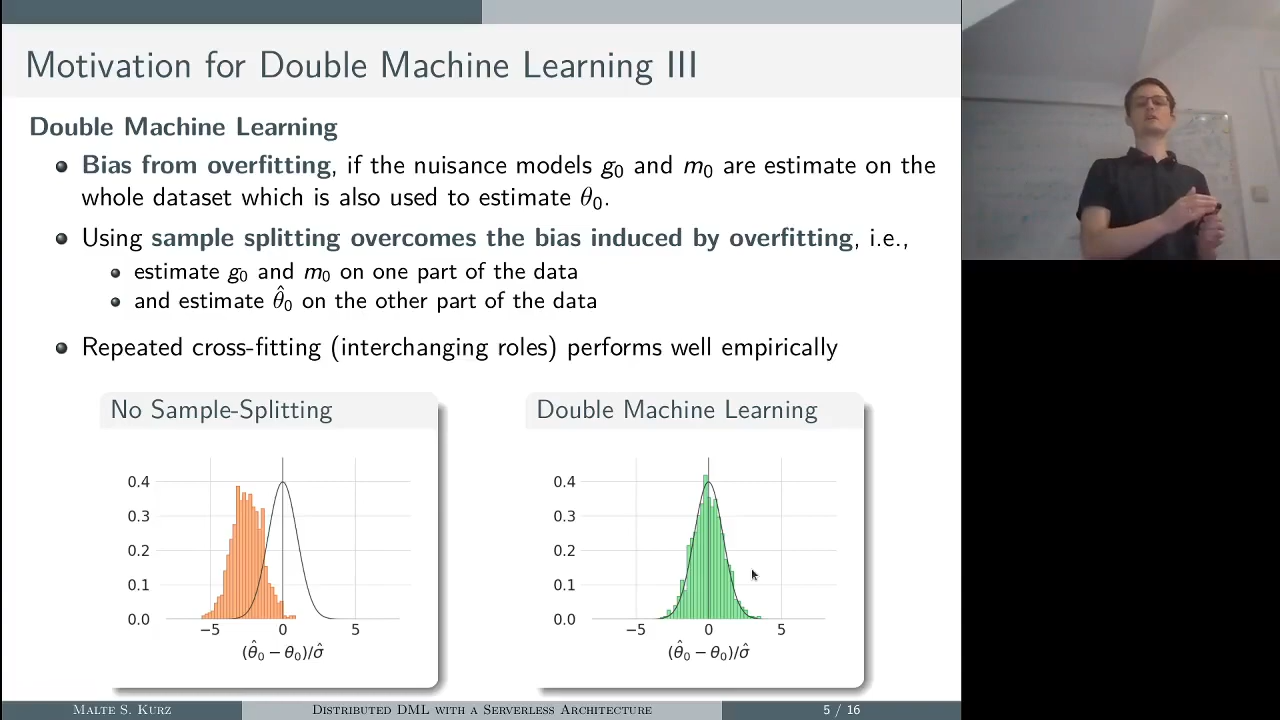 Motivation for Double Machine Learning III
Double Machine Learning
Bias from overfitting, if the nuisance models g₀ and m₀ are estimate on the
whole dataset which is also used to estimate θ₀.
Using sample splitting overcomes the bias induced by overfitting, i.e.,
estimate g₀ and m₀ on one part of the data
and estimate θ̂₀ on the other part of the data
Repeated cross-fitting (interchanging roles) performs well empirically
No Sample-Splitting
0.4
0.3
0.2
0.1
0.0
−5 0 5
(θ̂₀ − θ₀)/σ̂
Double Machine Learning
0.4
0.3
0.2
0.1
0.0
−5 0 5
(θ̂₀ − θ₀)/σ̂
Malte S. Kurz Distributed DML with a Serverless Architecture 5 / 16